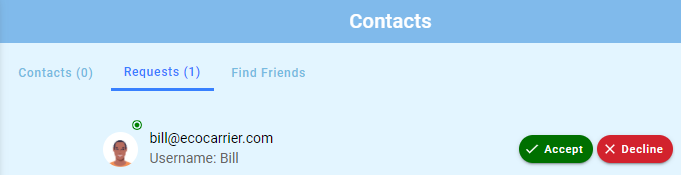 Contacts
Contacts (0) Requests (1) Find Friends
bill@ecocarrier.com
Username: Bill
Accept Decline